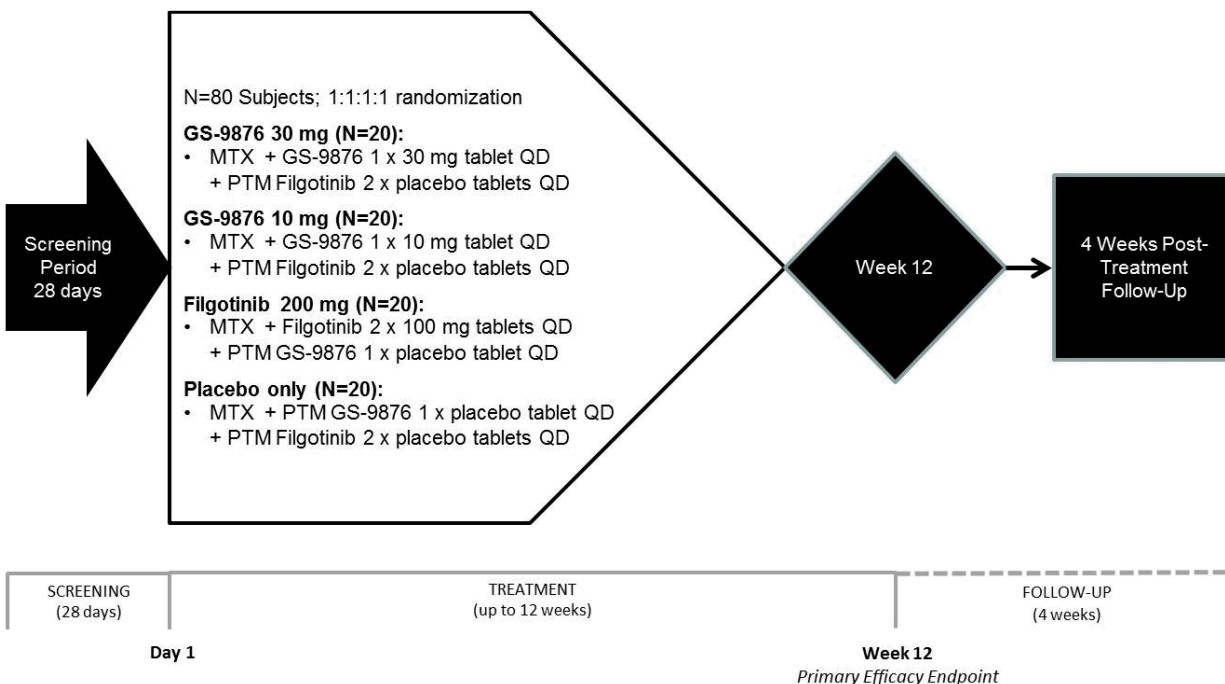 N=80 Subjects; 1:1:1:1 randomization
GS-9876 30 mg (N=20):
• MTX + GS-9876 1 x 30 mg tablet QD
+ PTM Filgotinib 2 x placebo tablets QD
GS-9876 10 mg (N=20):
• MTX + GS-9876 1 x 10 mg tablet QD
+ PTM Filgotinib 2 x placebo tablets QD
Filgotinib 200 mg (N=20):
• MTX + Filgotinib 2 x 100 mg tablets QD
+ PTM GS-9876 1 x placebo tablet QD
Placebo only (N=20):
• MTX + PTM GS-9876 1 x placebo tablet QD
+ PTM Filgotinib 2 x placebo tablets QD
Screening
Period
28 days
Week 12
4 Weeks Post-
Treatment
Follow-Up
SCREENING
(28 days)
TREATMENT
(up to 12 weeks)
FOLLOW-UP
(4 weeks)
Day 1
Week 12
Primary Efficacy Endpoint